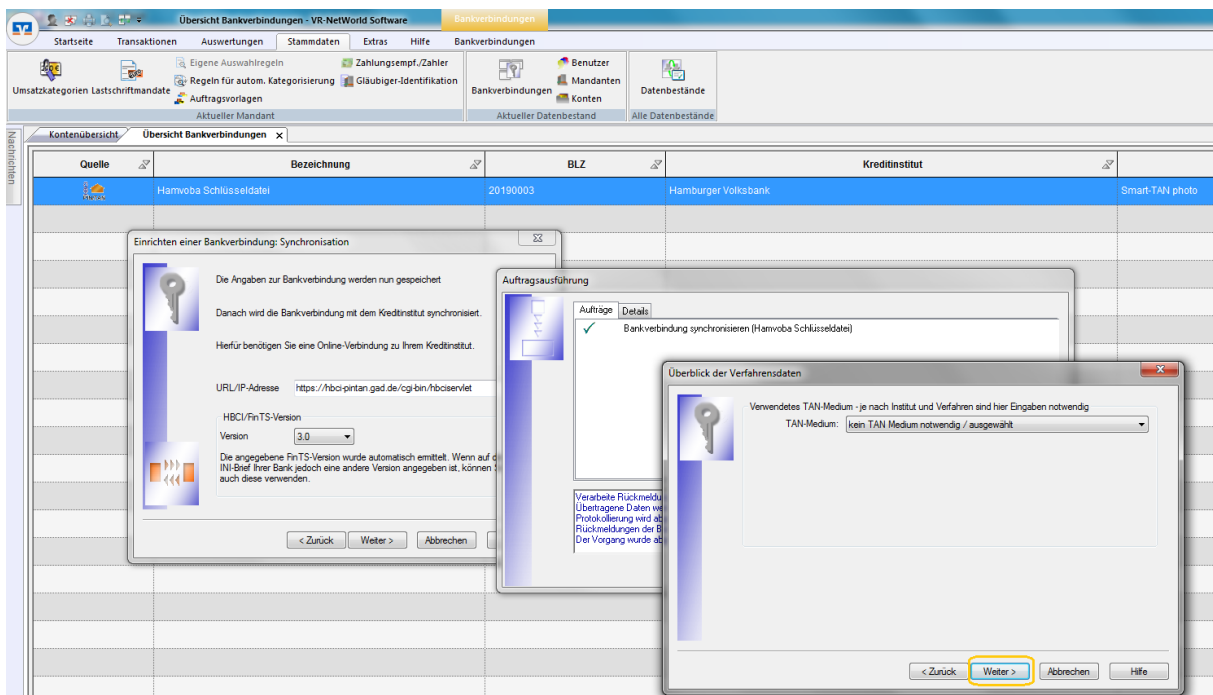 Übersicht Bankverbindungen - VR-NetWorld Software
Bankverbindungen
Startseite Transaktionen Auswertungen Stammdaten Extras Hilfe Bankverbindungen
Umsatzkategorien Lastschriftmandate
Eigene Auswahlregeln
Regeln für autom. Kategorisierung
Auftragsvorlagen
Zahlungsempf./Zahler
Gläubiger-Identifikation
Aktueller Mandant
Bankverbindungen
Benutzer
Mandanten
Konten
Aktueller Datenbestand
Datenbestände
Alle Datenbestände
Nachrichten
Kontenübersicht Übersicht Bankverbindungen x
Quelle Bezeichnung BLZ Kreditinstitut
Hamvoba Schlüsseldatei 20190003 Hamburger Volksbank Smart-TAN photo
Einrichten einer Bankverbindung: Synchronisation
Die Angaben zur Bankverbindung werden nun gespeichert
Danach wird die Bankverbindung mit dem Kreditinstitut synchronisiert.
Hierfür benötigen Sie eine Online-Verbindung zu Ihrem Kreditinstitut.
URL/IP-Adresse https://hbci-pintan.gad.de/cgi-bin/hbciservlet
HBCI/FinTS-Version
Version 3.0
Die angegebene FinTS-Version wurde automatisch ermittelt. Wenn auf
INI-Brief Ihrer Bank jedoch eine andere Version angegeben ist, können
auch diese verwenden.
< Zurück Weiter > Abbrechen
Auftragsausführung
Aufträge Details
Bankverbindung synchronisieren (Hamvoba Schlüsseldatei)
Verarbeite Rückmeldu
Übertragene Daten we
Protokollierung wird ab
Rückmeldungen der B
Der Vorgang wurde ab
Überblick der Verfahrensdaten
Verwendetes TAN-Medium - je nach Institut und Verfahren sind hier Eingaben notwendig
TAN-Medium: kein TAN Medium notwendig / ausgewählt
< Zurück Weiter > Abbrechen Hilfe